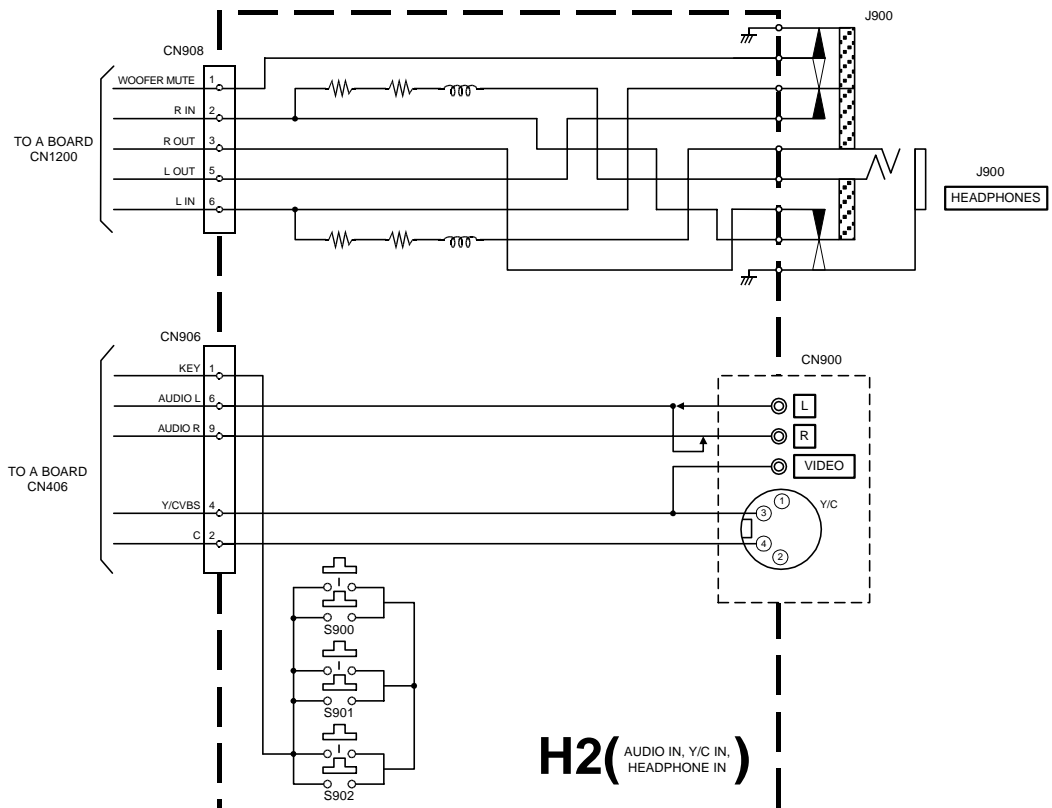 J900
CN908
WOOFER MUTE 1
R IN 2
R OUT 3
L OUT 5
L IN 6
TO A BOARD
CN1200
J900
HEADPHONES
CN906
KEY 1
AUDIO L 6
AUDIO R 9
Y/CVBS 4
C 2
TO A BOARD
CN406
CN900
L
R
VIDEO
Y/C
1
3
4
2
S900
S901
S902
H2( AUDIO IN, Y/C IN,
HEADPHONE IN )